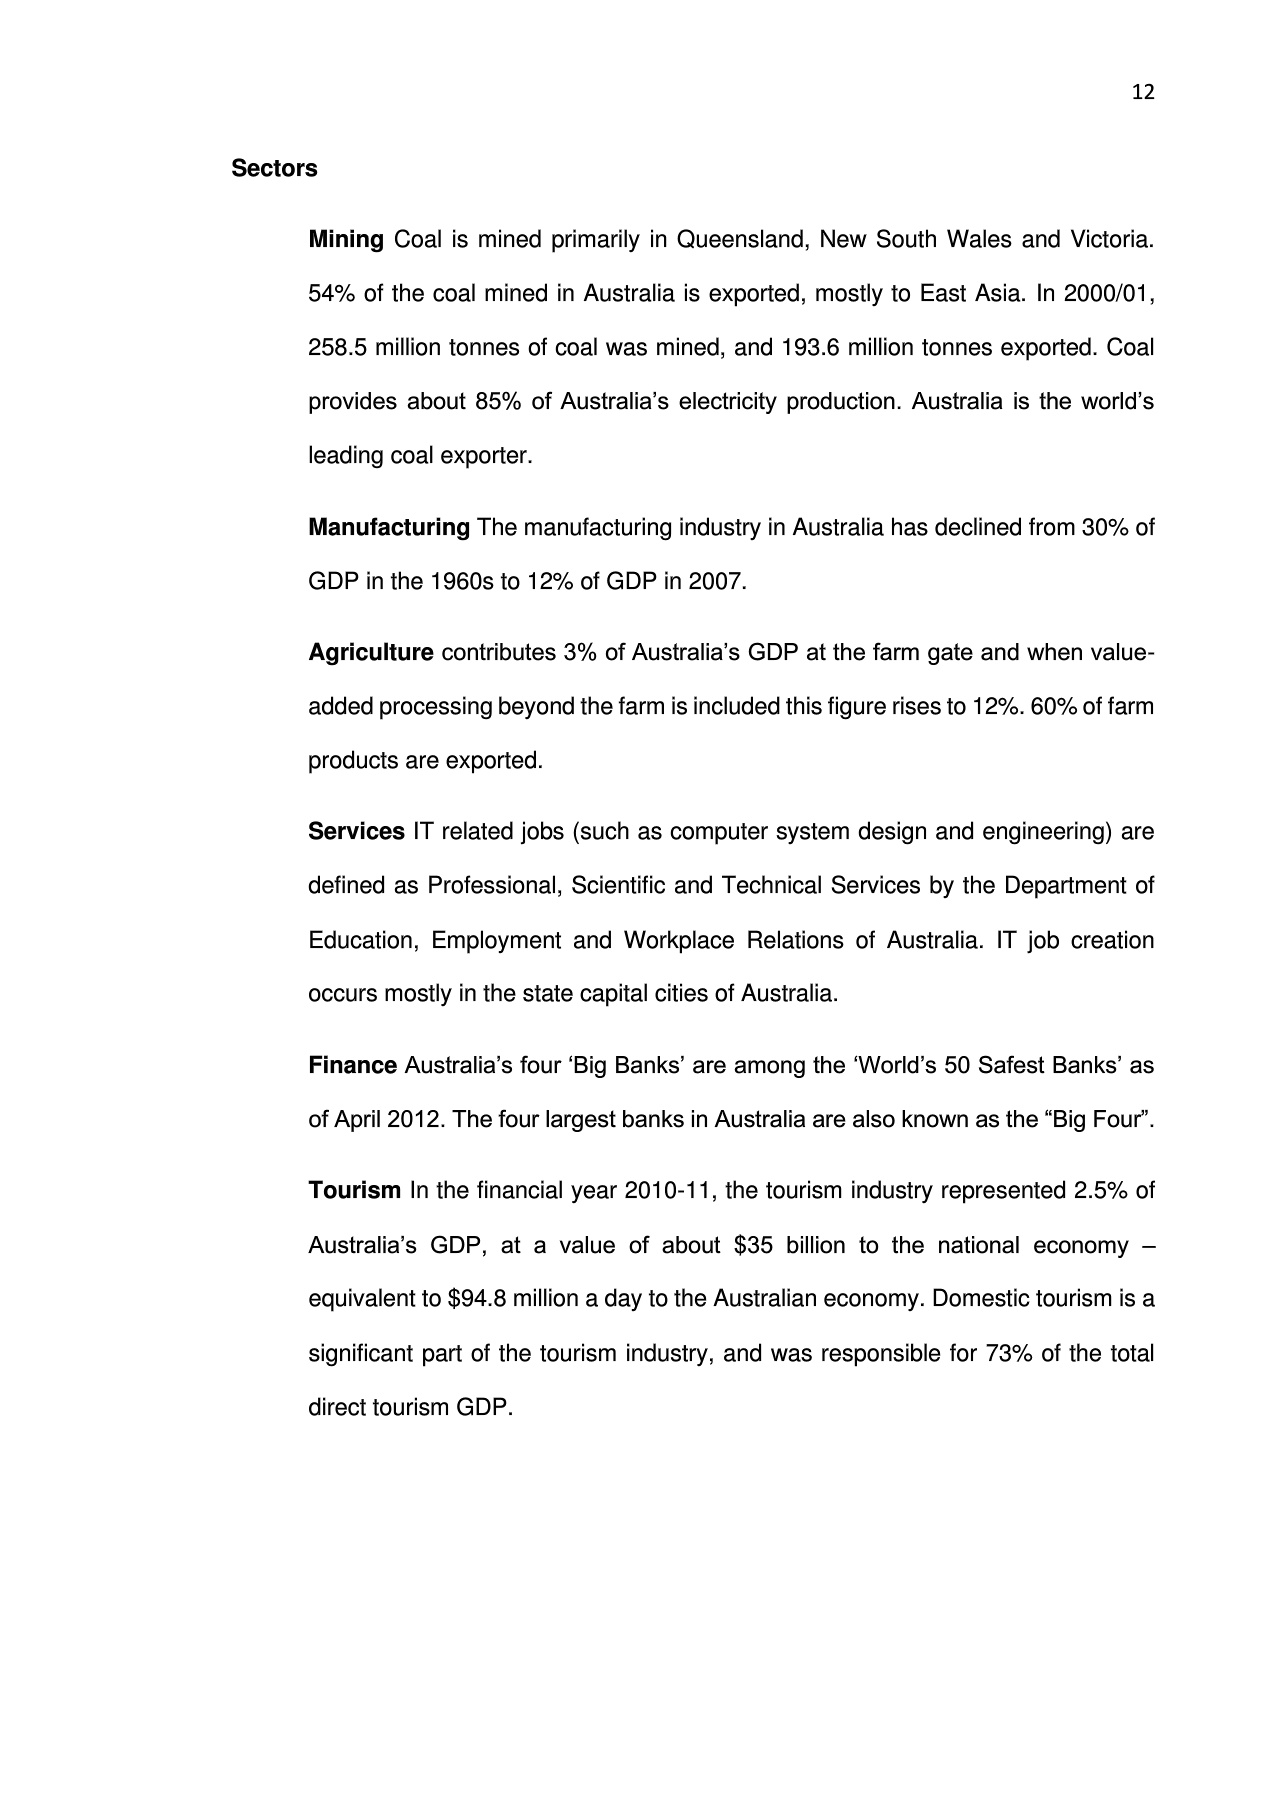 12
Sectors
Mining Coal is mined primarily in Queensland, New South Wales and Victoria.
54% of the coal mined in Australia is exported, mostly to East Asia. In 2000/01,
258.5 million tonnes of coal was mined, and 193.6 million tonnes exported. Coal
provides about 85% of Australia’s electricity production. Australia is the world’s
leading coal exporter.
Manufacturing The manufacturing industry in Australia has declined from 30% of
GDP in the 1960s to 12% of GDP in 2007.
Agriculture contributes 3% of Australia’s GDP at the farm gate and when value-
added processing beyond the farm is included this figure rises to 12%. 60% of farm
products are exported.
Services IT related jobs (such as computer system design and engineering) are
defined as Professional, Scientific and Technical Services by the Department of
Education, Employment and Workplace Relations of Australia. IT job creation
occurs mostly in the state capital cities of Australia.
Finance Australia’s four ‘Big Banks’ are among the ‘World’s 50 Safest Banks’ as
of April 2012. The four largest banks in Australia are also known as the “Big Four”.
Tourism In the financial year 2010-11, the tourism industry represented 2.5% of
Australia’s GDP, at a value of about $35 billion to the national economy –
equivalent to $94.8 million a day to the Australian economy. Domestic tourism is a
significant part of the tourism industry, and was responsible for 73% of the total
direct tourism GDP.